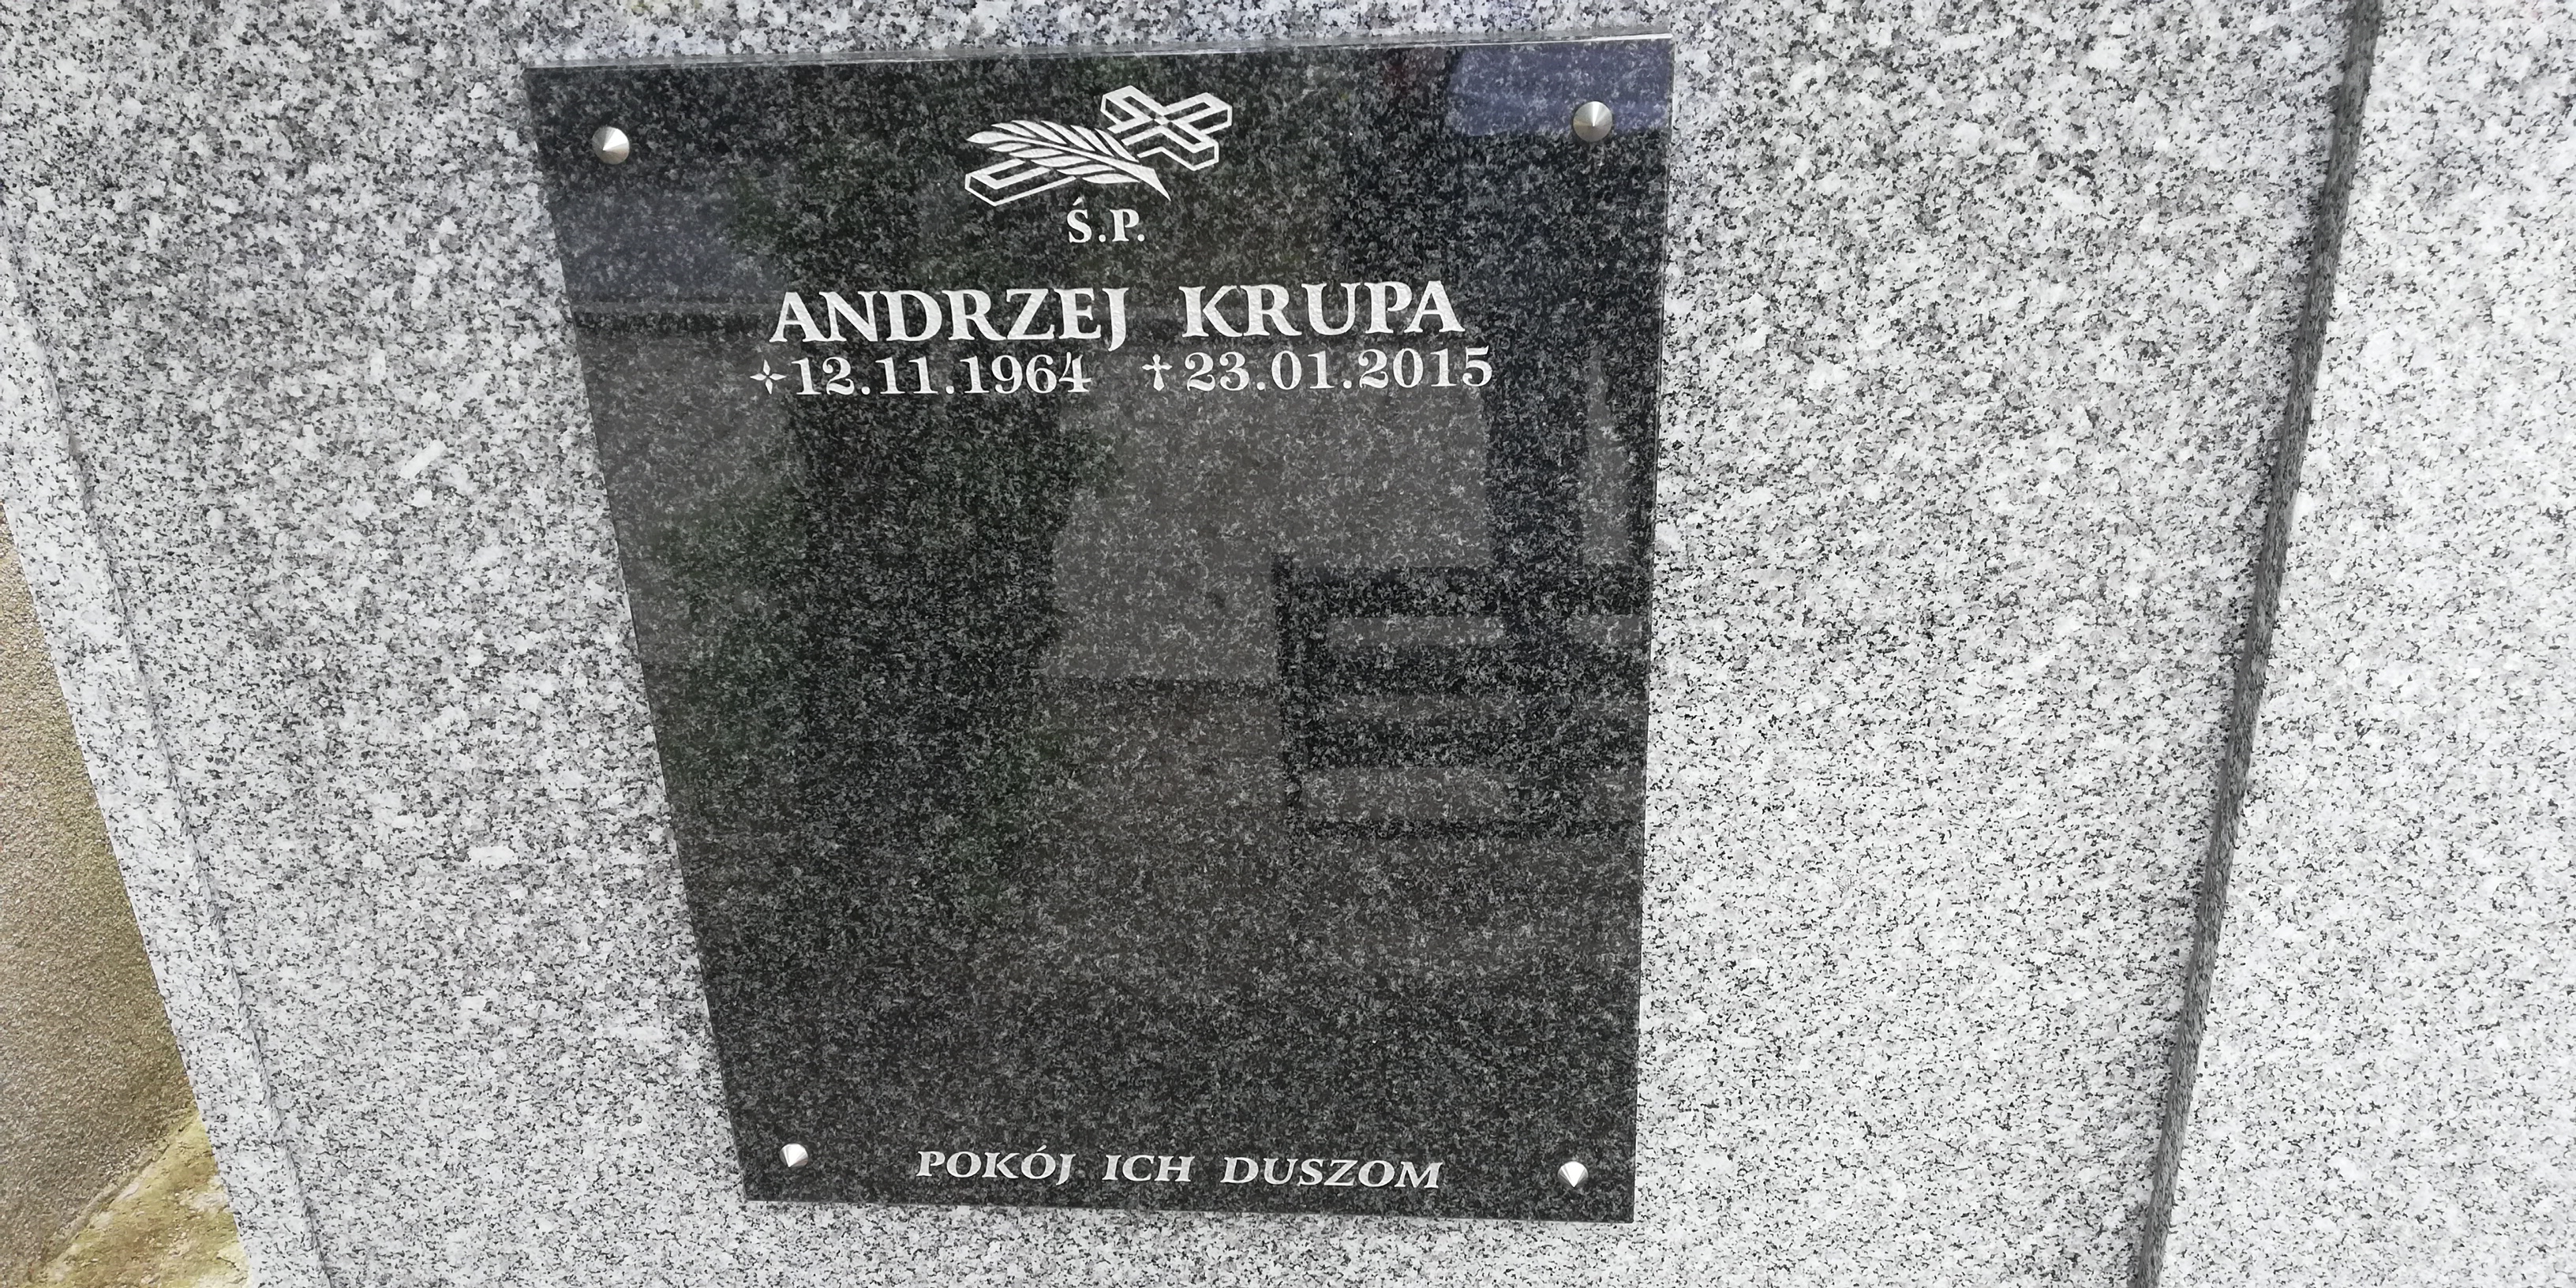 Ś.P.
ANDRZEJ KRUPA
✧12.11.1964 ✝23.01.2015
POKÓJ ICH DUSZOM